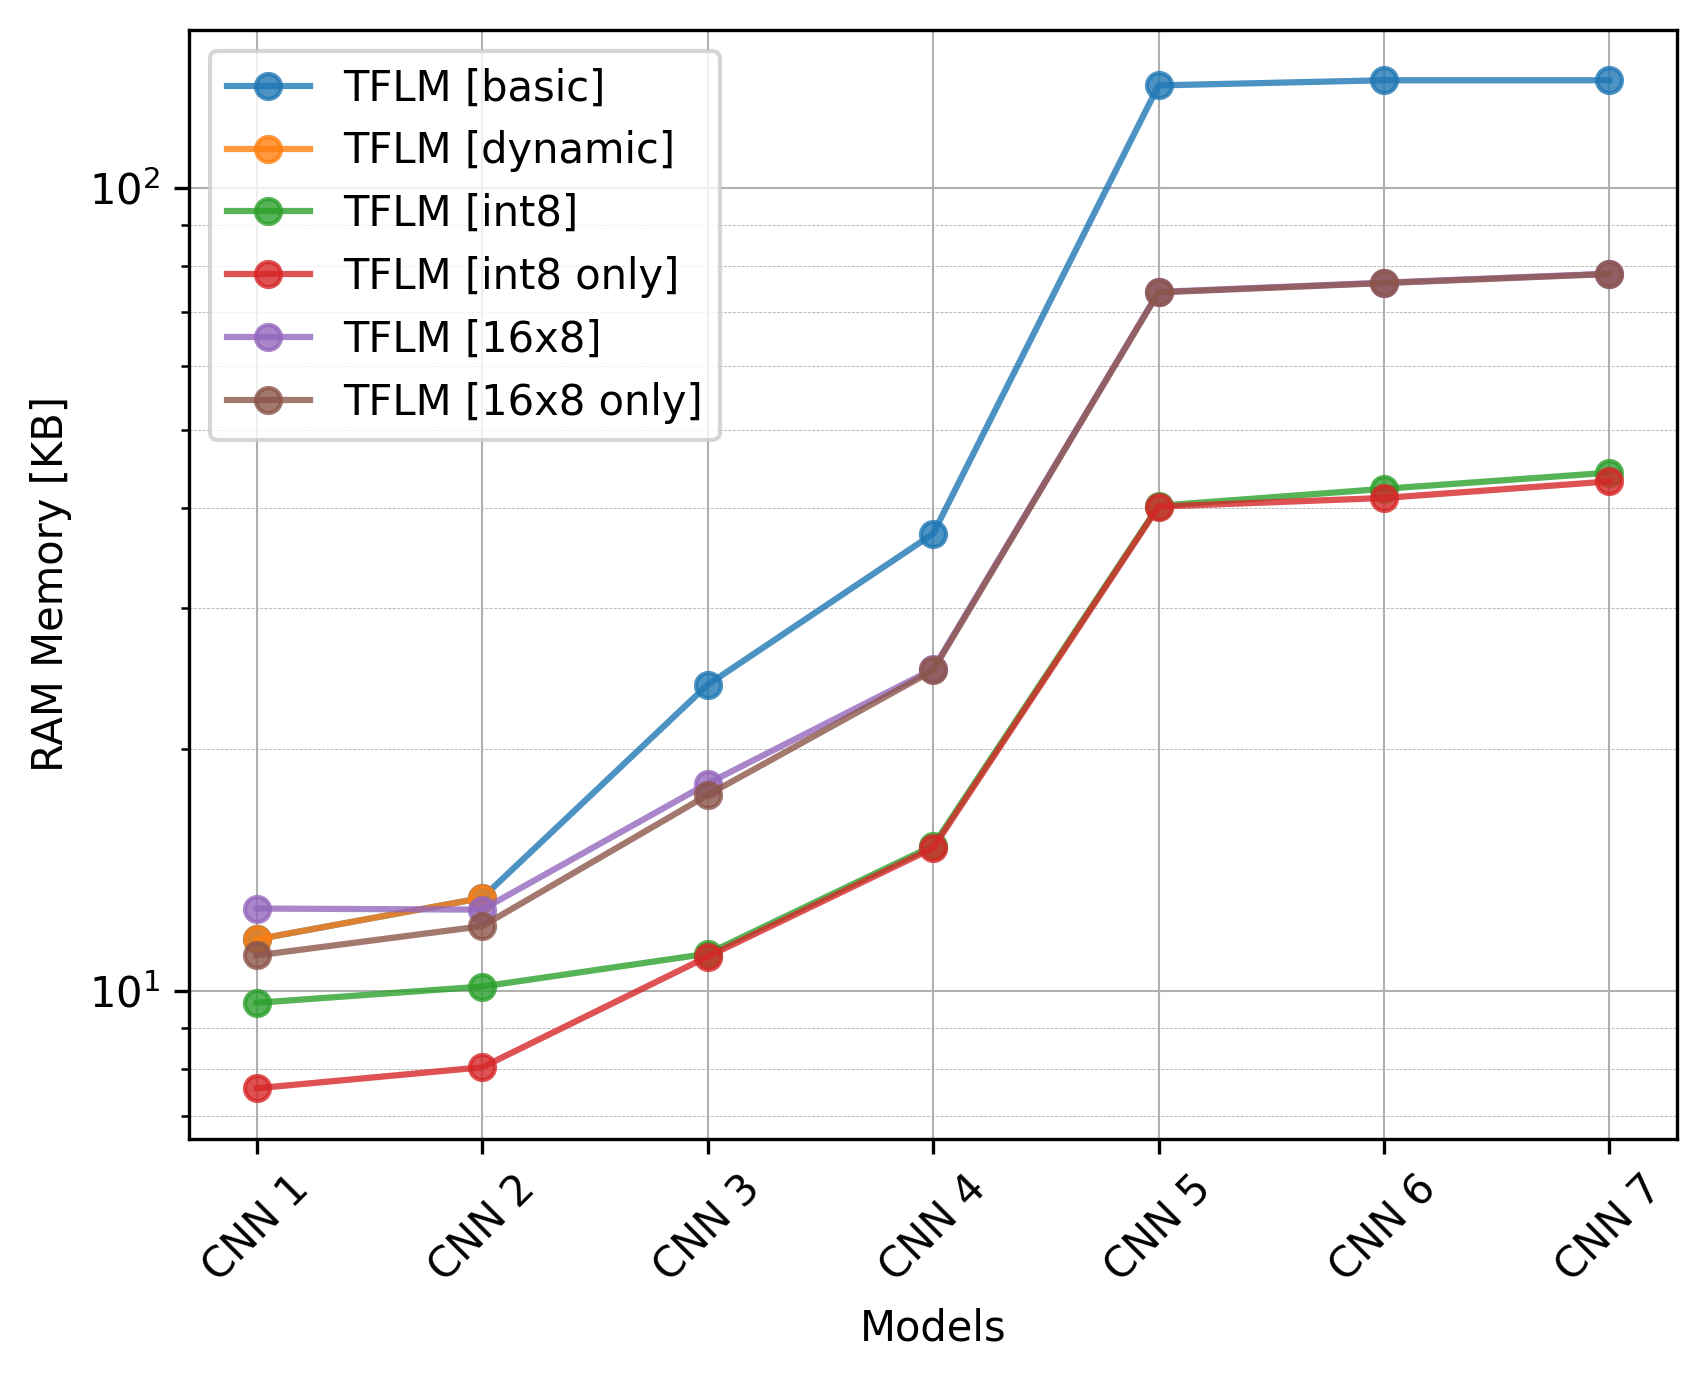 TFLM [basic]
TFLM [dynamic]
TFLM [int8]
TFLM [int8 only]
TFLM [16x8]
TFLM [16x8 only]
10²
10¹
RAM Memory [KB]
CNN 1
CNN 2
CNN 3
CNN 4
CNN 5
CNN 6
CNN 7
Models